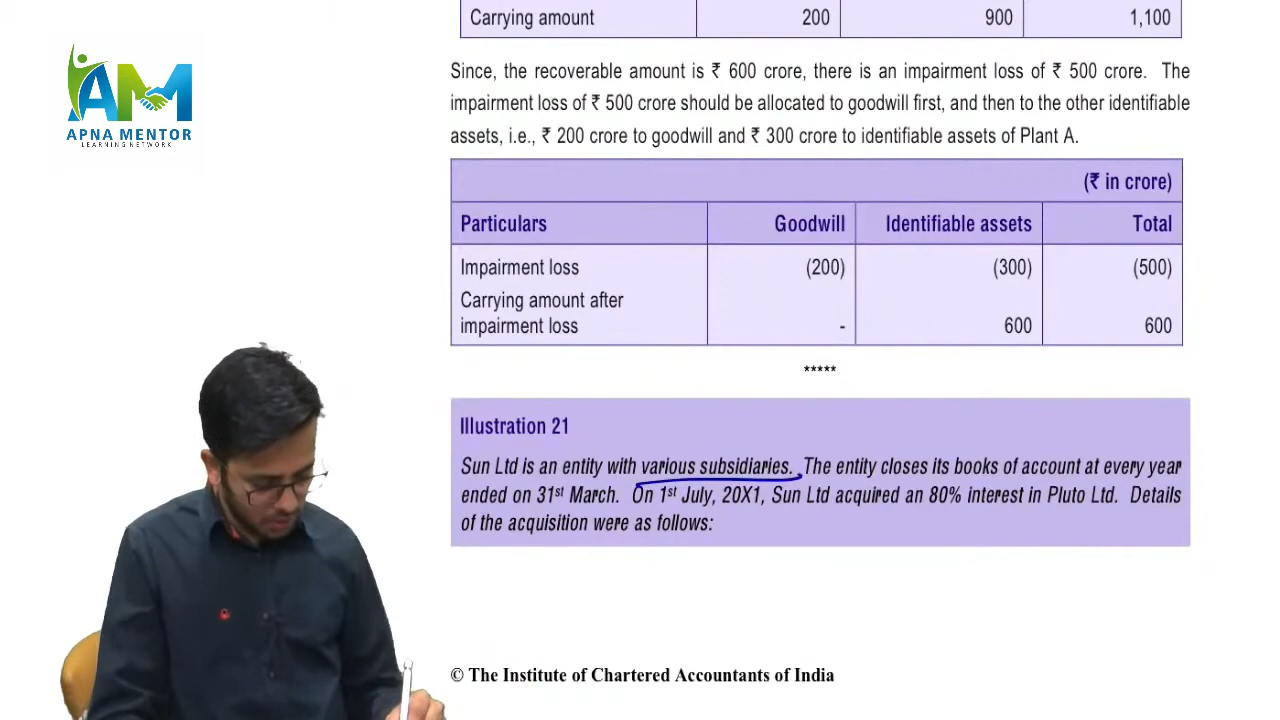 Carrying amount 200 900 1,100
AM
APNA MENTOR
LEARNING NETWORK
Since, the recoverable amount is ₹ 600 crore, there is an impairment loss of ₹ 500 crore. The
impairment loss of ₹ 500 crore should be allocated to goodwill first, and then to the other identifiable
assets, i.e., ₹ 200 crore to goodwill and ₹ 300 crore to identifiable assets of Plant A.
(₹ in crore)
Particulars Goodwill Identifiable assets Total
Impairment loss (200) (300) (500)
Carrying amount after
impairment loss - 600 600
*****
Illustration 21
Sun Ltd is an entity with various subsidiaries. The entity closes its books of account at every year
ended on 31st March. On 1st July, 20X1, Sun Ltd acquired an 80% interest in Pluto Ltd. Details
of the acquisition were as follows:
© The Institute of Chartered Accountants of India